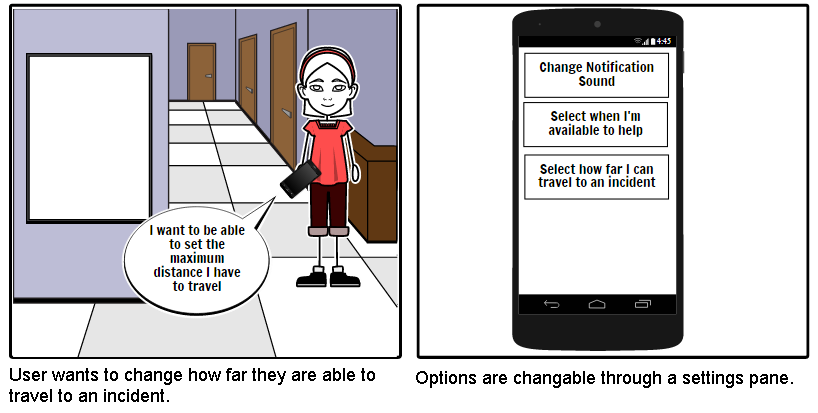 I want to be able
to set the
maximum
distance I have
to travel
User wants to change how far they are able to
travel to an incident.
4:45
Change Notification
Sound
Select when I'm
available to help
Select how far I can
travel to an incident
Options are changable through a settings pane.